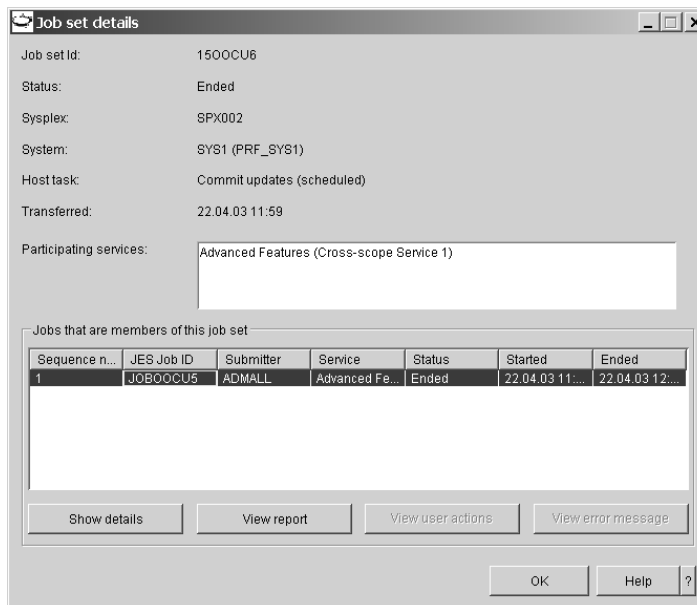 Job set details
Job set Id: 15OOCU6
Status: Ended
Sysplex: SPX002
System: SYS1 (PRF_SYS1)
Host task: Commit updates (scheduled)
Transferred: 22.04.03 11:59
Participating services: Advanced Features (Cross-scope Service 1)
Jobs that are members of this job set
Sequence n... JES Job ID Submitter Service Status Started Ended
1 JOBOOCU5 ADMALL Advanced Fe... Ended 22.04.03 11:... 22.04.03 12:...
Show details View report View user actions View error message
OK Help ?